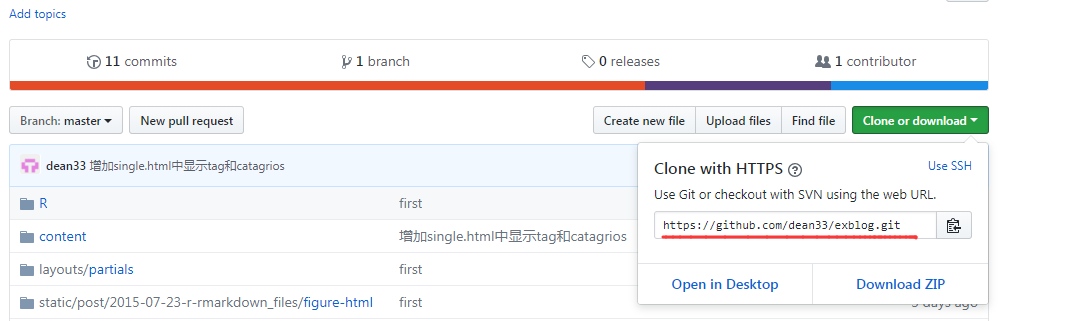 Add topics
11 commits
1 branch
0 releases
1 contributor
Branch: master
New pull request
Create new file
Upload files
Find file
Clone or download
dean33 增加single.html中显示tag和catagrios
Clone with HTTPS
Use SSH
Use Git or checkout with SVN using the web URL.
https://github.com/dean33/exblog.git
Open in Desktop
Download ZIP
R first
content 增加single.html中显示tag和catagrios
layouts/partials first
static/post/2015-07-23-r-rmarkdown_files/figure-html first
days ago